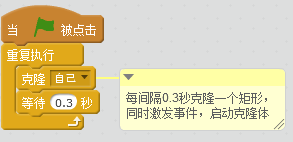 当 被点击
重复执行
克隆 自己
等待 0.3 秒
每间隔0.3秒克隆一个矩形，
同时激发事件，启动克隆体